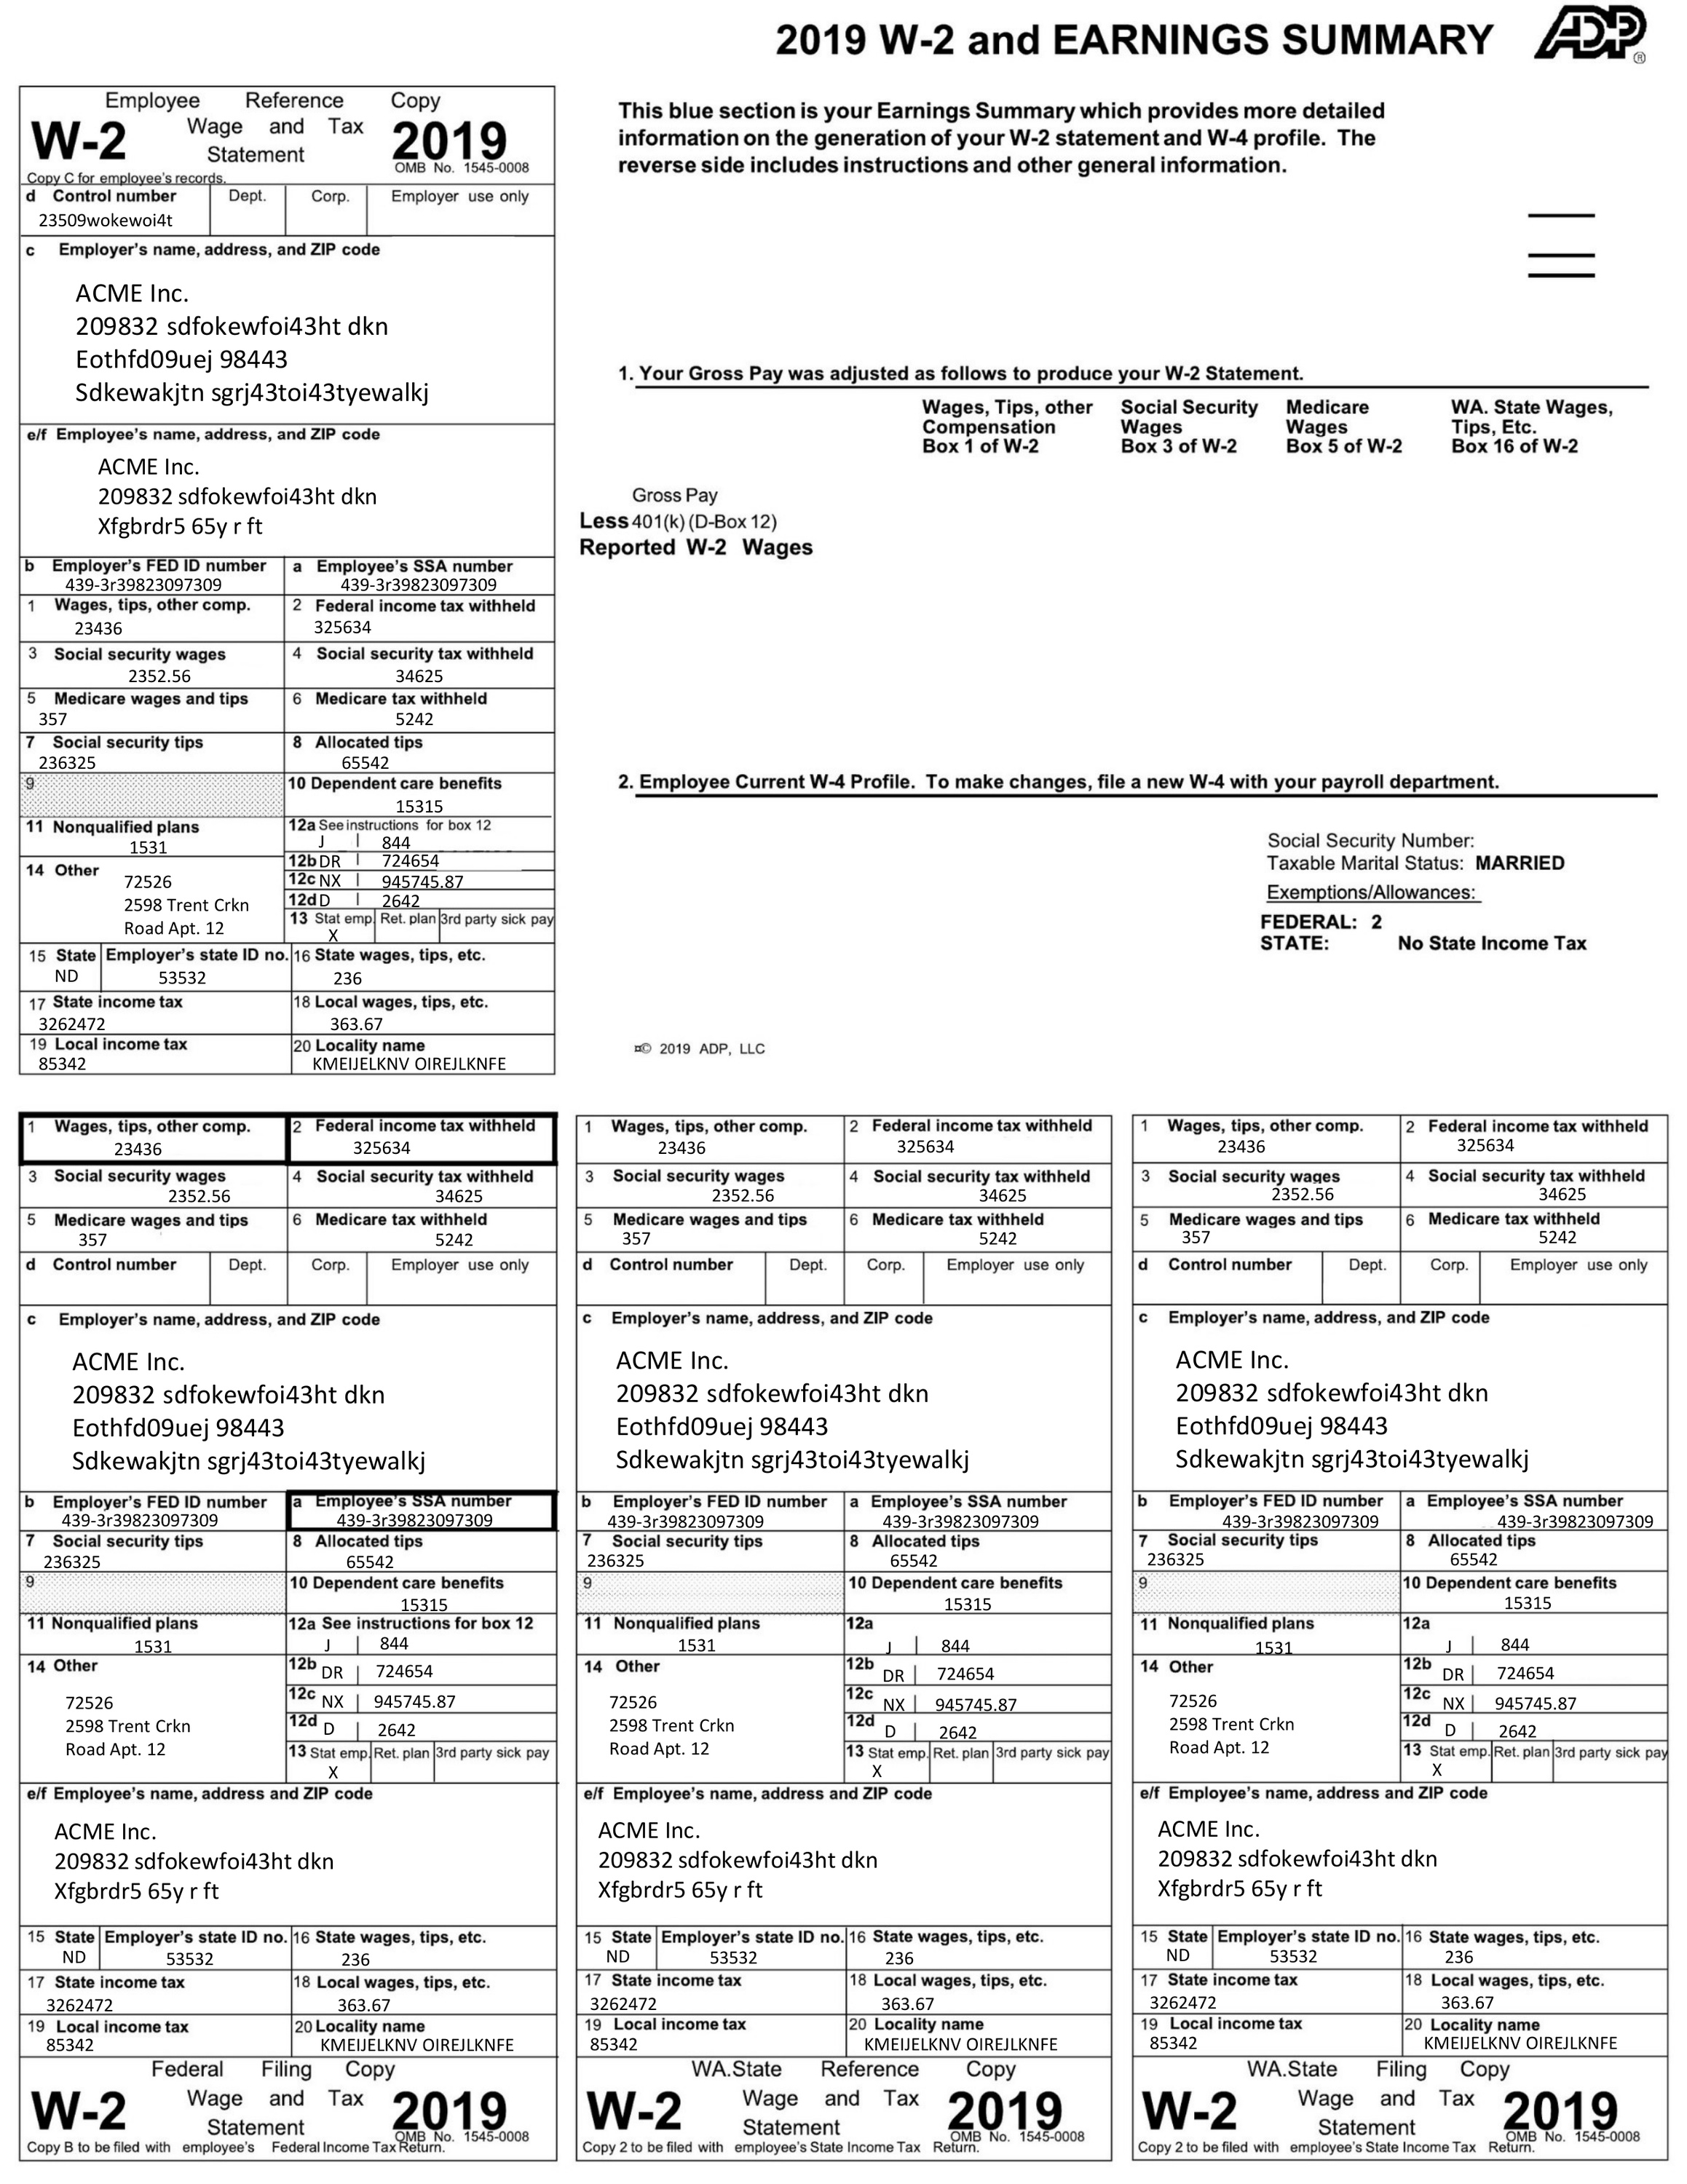 2019 W-2 and EARNINGS SUMMARY
ADP ®
Employee Reference Copy
W-2 Wage and Tax Statement 2019
OMB No. 1545-0008
Copy C for employee's records.
d Control number Dept. Corp. Employer use only
23509wokewoi4t
c Employer's name, address, and ZIP code
ACME Inc.
209832 sdfokewfoi43ht dkn
Eothfd09uej 98443
Sdkewakjtn sgrj43toi43tyewalkj
e/f Employee's name, address, and ZIP code
ACME Inc.
209832 sdfokewfoi43ht dkn
Xfgbrdr5 65y r ft
b Employer's FED ID number a Employee's SSA number
439-3r39823097309 439-3r39823097309
1 Wages, tips, other comp. 2 Federal income tax withheld
23436 325634
3 Social security wages 4 Social security tax withheld
2352.56 34625
5 Medicare wages and tips 6 Medicare tax withheld
357 5242
7 Social security tips 8 Allocated tips
236325 65542
9 10 Dependent care benefits
15315
11 Nonqualified plans 12a See instructions for box 12
1531 J 844
14 Other 12b DR 724654
72526 12c NX 945745.87
2598 Trent Crkn 12d D 2642
Road Apt. 12 13 Stat emp. Ret. plan 3rd party sick pay
X
15 State Employer's state ID no. 16 State wages, tips, etc.
ND 53532 236
17 State income tax 18 Local wages, tips, etc.
3262472 363.67
19 Local income tax 20 Locality name
85342 KMEIJELKNV OIREJLKNFE
This blue section is your Earnings Summary which provides more detailed
information on the generation of your W-2 statement and W-4 profile. The
reverse side includes instructions and other general information.
1. Your Gross Pay was adjusted as follows to produce your W-2 Statement.
Wages, Tips, other Social Security Medicare WA. State Wages,
Compensation Wages Wages Tips, Etc.
Box 1 of W-2 Box 3 of W-2 Box 5 of W-2 Box 16 of W-2
Gross Pay
Less 401(k) (D-Box 12)
Reported W-2 Wages
2. Employee Current W-4 Profile. To make changes, file a new W-4 with your payroll department.
Social Security Number:
Taxable Marital Status: MARRIED
Exemptions/Allowances:
FEDERAL: 2
STATE: No State Income Tax
© 2019 ADP, LLC
1 Wages, tips, other comp. 2 Federal income tax withheld
23436 325634
3 Social security wages 4 Social security tax withheld
2352.56 34625
5 Medicare wages and tips 6 Medicare tax withheld
357 5242
d Control number Dept. Corp. Employer use only
c Employer's name, address, and ZIP code
ACME Inc.
209832 sdfokewfoi43ht dkn
Eothfd09uej 98443
Sdkewakjtn sgrj43toi43tyewalkj
b Employer's FED ID number a Employee's SSA number
439-3r39823097309 439-3r39823097309
7 Social security tips 8 Allocated tips
236325 65542
9 10 Dependent care benefits
15315
11 Nonqualified plans 12a See instructions for box 12
1531 J 844
14 Other 12b DR 724654
72526 12c NX 945745.87
2598 Trent Crkn 12d D 2642
Road Apt. 12 13 Stat emp. Ret. plan 3rd party sick pay
X
e/f Employee's name, address and ZIP code
ACME Inc.
209832 sdfokewfoi43ht dkn
Xfgbrdr5 65y r ft
15 State Employer's state ID no. 16 State wages, tips, etc.
ND 53532 236
17 State income tax 18 Local wages, tips, etc.
3262472 363.67
19 Local income tax 20 Locality name
85342 KMEIJELKNV OIREJLKNFE
Federal Filing Copy
W-2 Wage and Tax Statement 2019
OMB No. 1545-0008
Copy B to be filed with employee's Federal Income Tax Return.
1 Wages, tips, other comp. 2 Federal income tax withheld
23436 325634
3 Social security wages 4 Social security tax withheld
2352.56 34625
5 Medicare wages and tips 6 Medicare tax withheld
357 5242
d Control number Dept. Corp. Employer use only
c Employer's name, address, and ZIP code
ACME Inc.
209832 sdfokewfoi43ht dkn
Eothfd09uej 98443
Sdkewakjtn sgrj43toi43tyewalkj
b Employer's FED ID number a Employee's SSA number
439-3r39823097309 439-3r39823097309
7 Social security tips 8 Allocated tips
236325 65542
9 10 Dependent care benefits
15315
11 Nonqualified plans 12a
1531 J 844
14 Other 12b DR 724654
72526 12c NX 945745.87
2598 Trent Crkn 12d D 2642
Road Apt. 12 13 Stat emp. Ret. plan 3rd party sick pay
X
e/f Employee's name, address and ZIP code
ACME Inc.
209832 sdfokewfoi43ht dkn
Xfgbrdr5 65y r ft
15 State Employer's state ID no. 16 State wages, tips, etc.
ND 53532 236
17 State income tax 18 Local wages, tips, etc.
3262472 363.67
19 Local income tax 20 Locality name
85342 KMEIJELKNV OIREJLKNFE
WA.State Reference Copy
W-2 Wage and Tax Statement 2019
OMB No. 1545-0008
Copy 2 to be filed with employee's State Income Tax Return.
1 Wages, tips, other comp. 2 Federal income tax withheld
23436 325634
3 Social security wages 4 Social security tax withheld
2352.56 34625
5 Medicare wages and tips 6 Medicare tax withheld
357 5242
d Control number Dept. Corp. Employer use only
c Employer's name, address, and ZIP code
ACME Inc.
209832 sdfokewfoi43ht dkn
Eothfd09uej 98443
Sdkewakjtn sgrj43toi43tyewalkj
b Employer's FED ID number a Employee's SSA number
439-3r39823097309 439-3r39823097309
7 Social security tips 8 Allocated tips
236325 65542
9 10 Dependent care benefits
15315
11 Nonqualified plans 12a
1531 J 844
14 Other 12b DR 724654
72526 12c NX 945745.87
2598 Trent Crkn 12d D 2642
Road Apt. 12 13 Stat emp. Ret. plan 3rd party sick pay
X
e/f Employee's name, address and ZIP code
ACME Inc.
209832 sdfokewfoi43ht dkn
Xfgbrdr5 65y r ft
15 State Employer's state ID no. 16 State wages, tips, etc.
ND 53532 236
17 State income tax 18 Local wages, tips, etc.
3262472 363.67
19 Local income tax 20 Locality name
85342 KMEIJELKNV OIREJLKNFE
WA.State Filing Copy
W-2 Wage and Tax Statement 2019
OMB No. 1545-0008
Copy 2 to be filed with employee's State Income Tax Return.